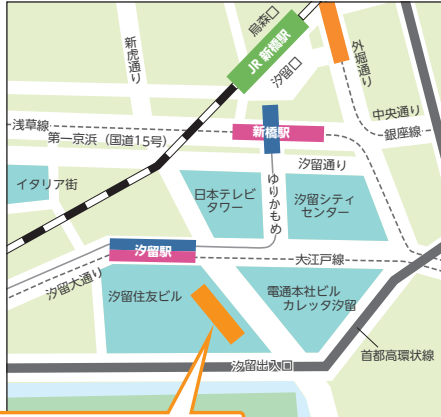 烏森口
JR 新橋駅
汐留口
新虎通り
外堀通り
中央通り
銀座線
浅草線
第一京浜（国道15号）
新橋駅
汐留通り
イタリア街
日本テレビ
タワー
ゆりかもめ
汐留シティ
センター
汐留駅
大江戸線
汐留大通り
汐留住友ビル
電通本社ビル
カレッタ汐留
首都高環状線
汐留出入口